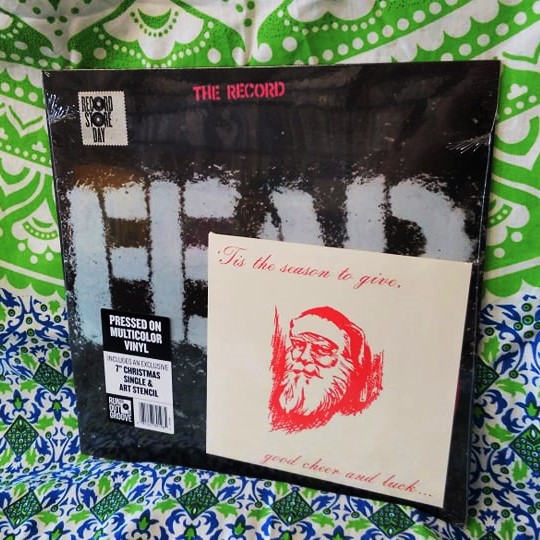 THE RECORD
RECORD
STORE
DAY
FEAR
'Tis the season to give,
good cheer and luck...
PRESSED ON
MULTICOLOR
VINYL
INCLUDES AN EXCLUSIVE
7" CHRISTMAS
SINGLE &
ART STENCIL
RUN
OUT
GROOVE